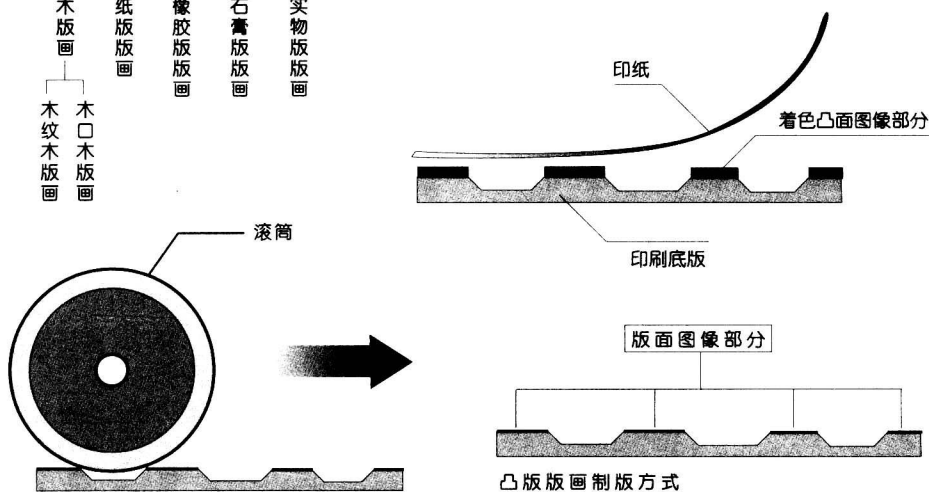 木版画
纸版版画
橡胶版版画
石膏版版画
实物版版画
木纹木版画
木口木版画
印纸
着色凸面图像部分
印刷底版
滚筒
版面图像部分
凸版版画制版方式